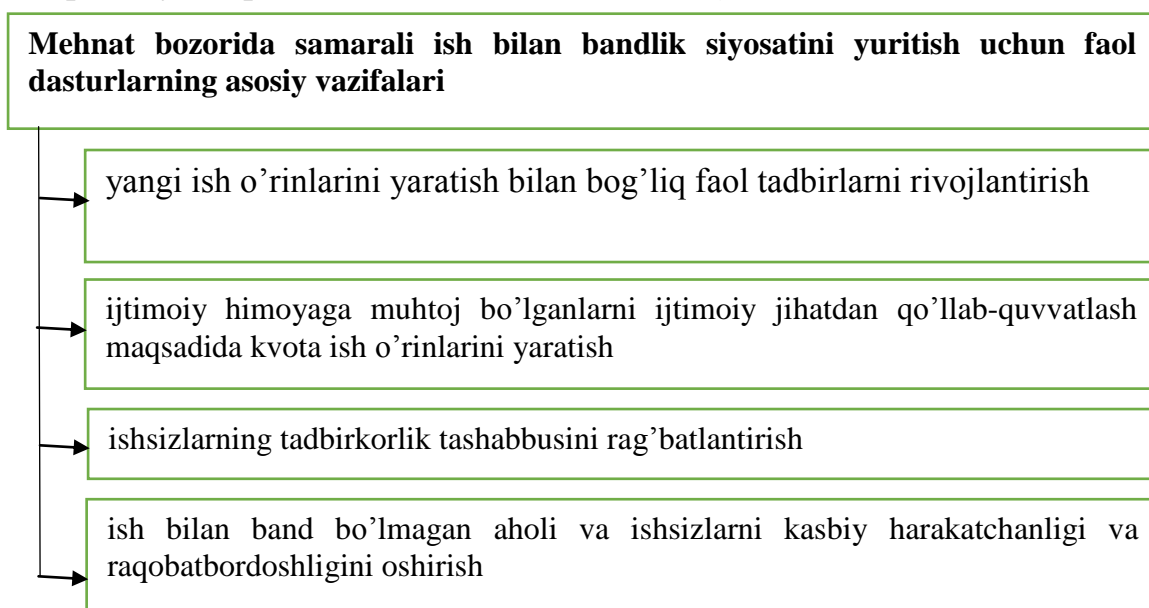 Mehnat bozorida samarali ish bilan bandlik siyosatini yuritish uchun faol
dasturlarning asosiy vazifalari
yangi ish o’rinlarini yaratish bilan bog’liq faol tadbirlarni rivojlantirish
ijtimoiy himoyaga muhtoj bo’lganlarni ijtimoiy jihatdan qo’llab-quvvatlash
maqsadida kvota ish o’rinlarini yaratish
ishsizlarning tadbirkorlik tashabbusini rag’batlantirish
ish bilan band bo’lmagan aholi va ishsizlarni kasbiy harakatchanligi va
raqobatbordoshligini oshirish